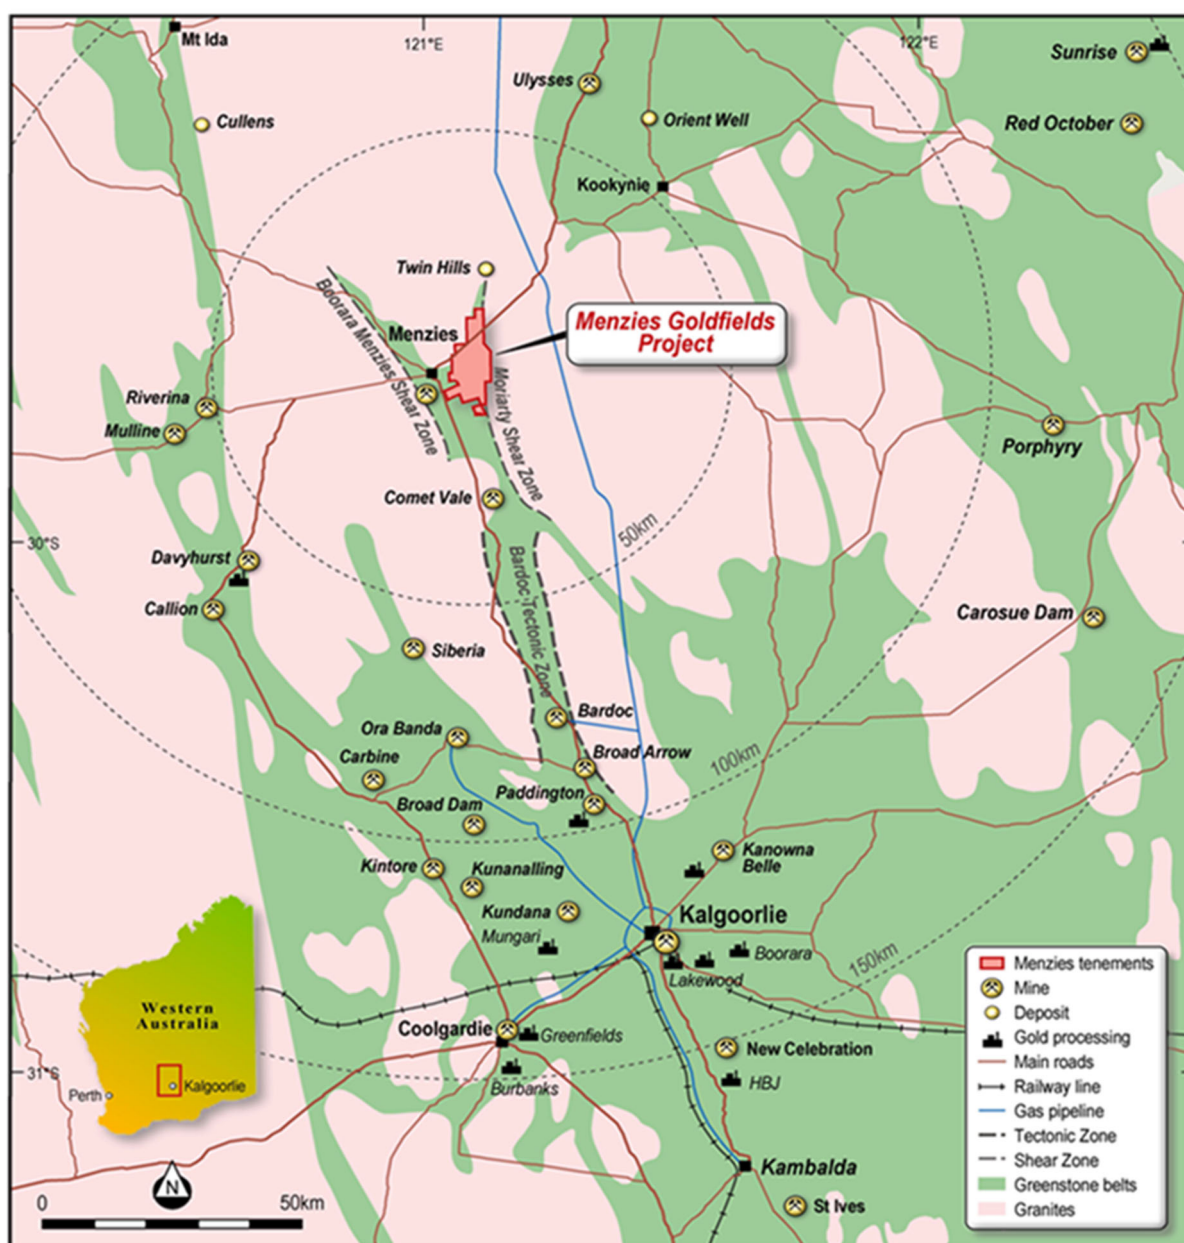 Mt Ida
121°E
122°E
Sunrise
Ulysses
Cullens
Orient Well
Red October
Kookynie
Twin Hills
Boorara Menzies Shear Zone
Menzies
Menzies Goldfields
Project
Moriarty Shear Zone
Riverina
Mulline
Porphyry
Comet Vale
50km
30°S
Davyhurst
Bardoc Tectonic Zone
Callion
Carosue Dam
Siberia
Bardoc
Ora Banda
Broad Arrow
Carbine
100km
Paddington
Broad Dam
Kanowna
Belle
Kintore
Kunanalling
Kundana
Kalgoorlie
Mungari
Boorara
150km
Lakewood
Western
Australia
Coolgardie
Greenfields
New Celebration
31°S
HBJ
Burbanks
Perth
Kalgoorlie
Kambalda
St Ives
N
0
50km
Menzies tenements
Mine
Deposit
Gold processing
Main roads
Railway line
Gas pipeline
Tectonic Zone
Shear Zone
Greenstone belts
Granites